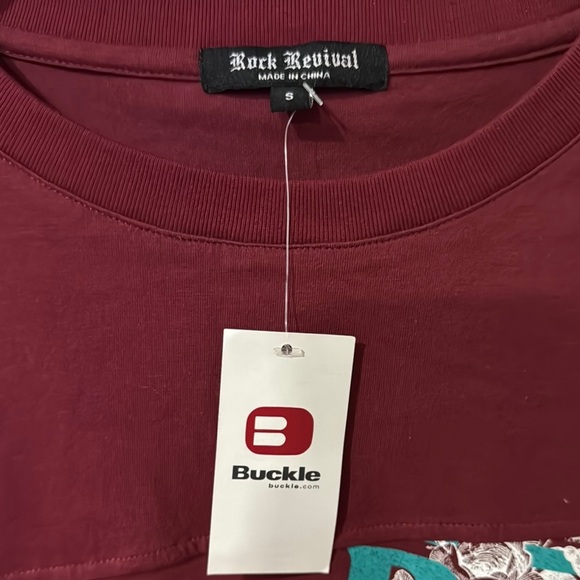 Rock Revival
MADE IN CHINA
S
B
Buckle
buckle.com